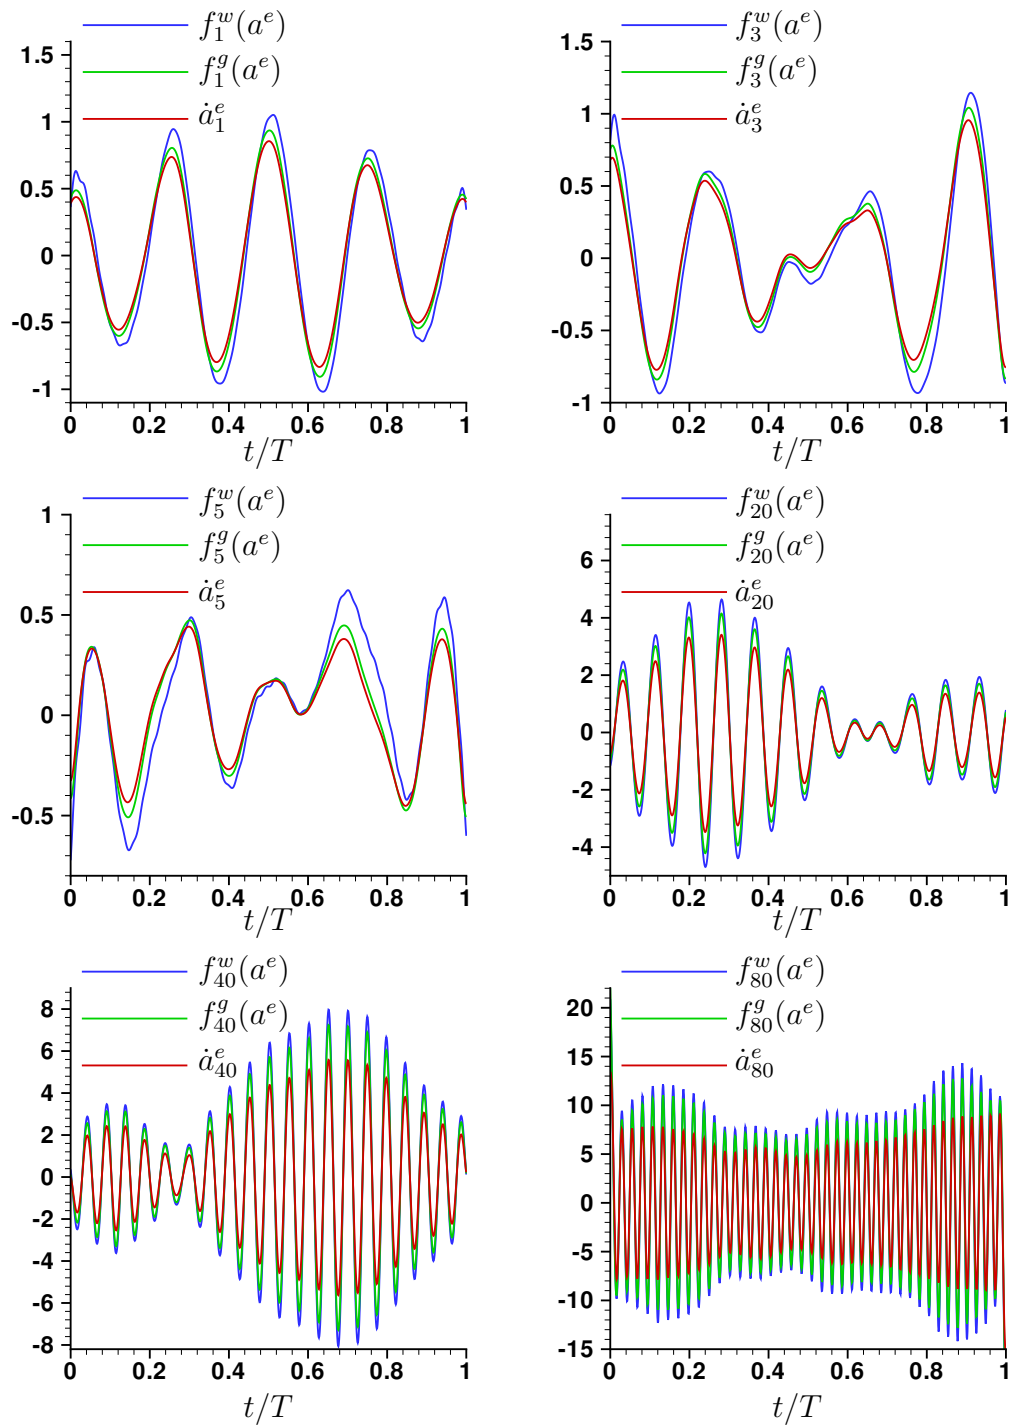 f_1^w(a^e)
f_1^g(a^e)
ȧ_1^e
1.5
1
0.5
0
-0.5
-1
0 0.2 0.4 0.6 0.8 1
t/T
f_3^w(a^e)
f_3^g(a^e)
ȧ_3^e
1.5
1
0.5
0
-0.5
-1
0 0.2 0.4 0.6 0.8 1
t/T
f_5^w(a^e)
f_5^g(a^e)
ȧ_5^e
1
0.5
0
-0.5
0 0.2 0.4 0.6 0.8 1
t/T
f_20^w(a^e)
f_20^g(a^e)
ȧ_20^e
6
4
2
0
-2
-4
0 0.2 0.4 0.6 0.8 1
t/T
f_40^w(a^e)
f_40^g(a^e)
ȧ_40^e
8
6
4
2
0
-2
-4
-6
-8
0 0.2 0.4 0.6 0.8 1
t/T
f_80^w(a^e)
f_80^g(a^e)
ȧ_80^e
20
15
10
5
0
-5
-10
-15
0 0.2 0.4 0.6 0.8 1
t/T